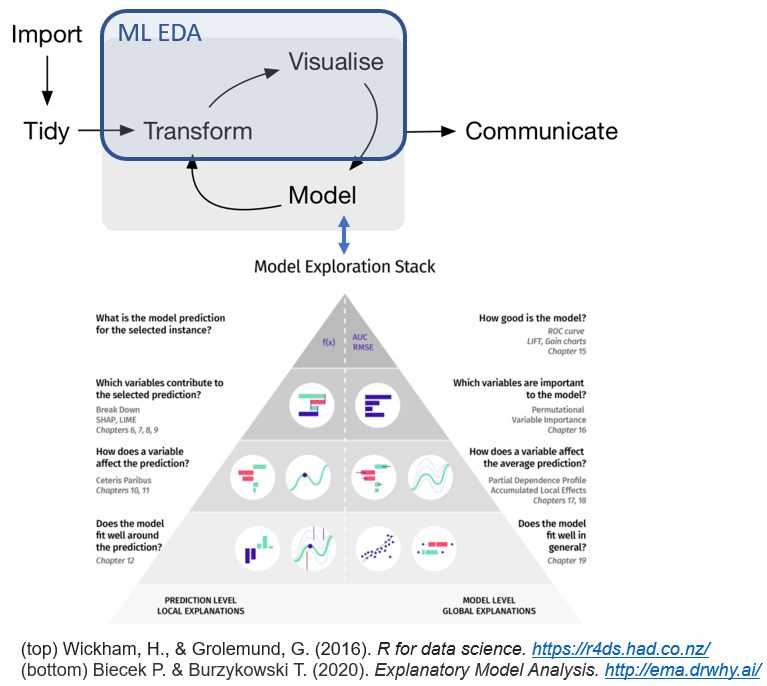 Import
ML EDA
Visualise
Tidy
Transform
Communicate
Model
Model Exploration Stack
What is the model prediction
for the selected instance?
f(x)
AUC
RMSE
How good is the model?
ROC curve
LIFT, Gain charts
Chapter 15
Which variables contribute to
the selected prediction?
Break Down
SHAP, LIME
Chapters 6, 7, 8, 9
Which variables are important
to the model?
Permutational
Variable Importance
Chapter 16
How does a variable
affect the prediction?
Ceteris Paribus
Chapters 10, 11
How does a variable affect
the average prediction?
Partial Dependence Profile
Accumulated Local Effects
Chapters 17, 18
Does the model
fit well around
the prediction?
Chapter 12
Does the model
fit well in
general?
Chapter 19
PREDICTION LEVEL
LOCAL EXPLANATIONS
MODEL LEVEL
GLOBAL EXPLANATIONS
(top) Wickham, H., & Grolemund, G. (2016). R for data science. https://r4ds.had.co.nz/
(bottom) Biecek P. & Burzykowski T. (2020). Explanatory Model Analysis. http://ema.drwhy.ai/